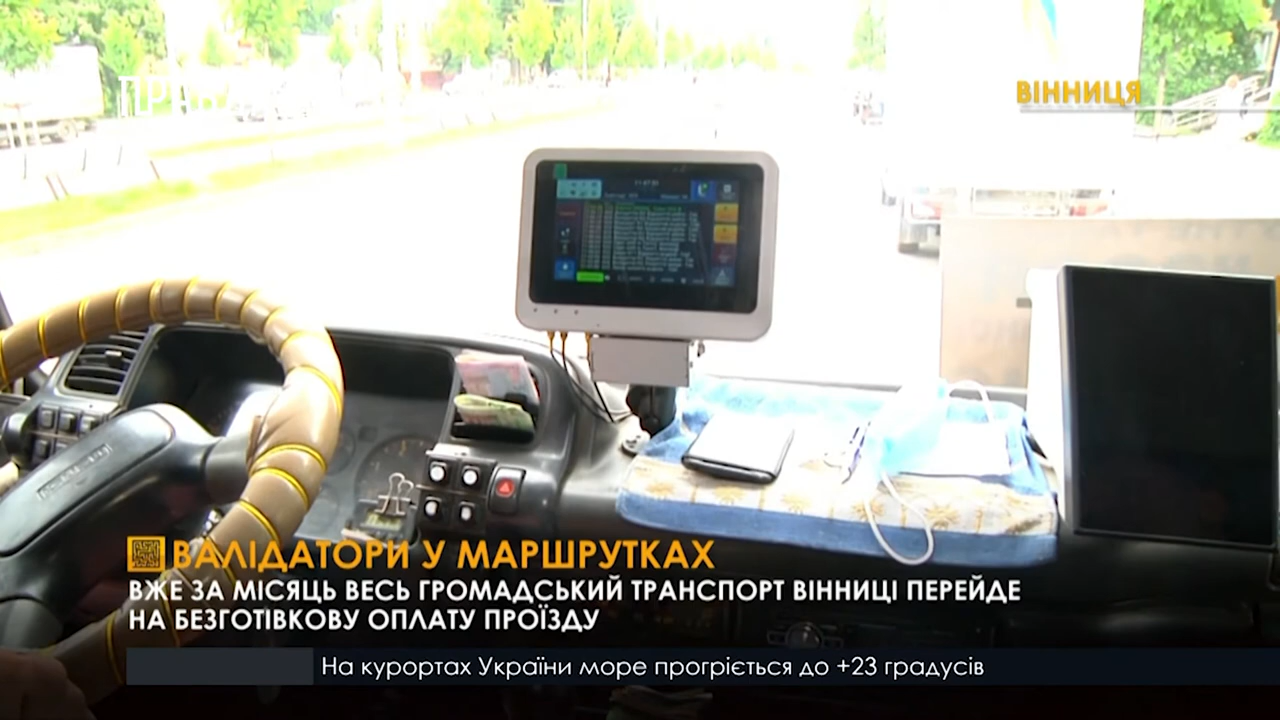 ВІННИЦЯ
ВАЛІДАТОРИ У МАРШРУТКАХ
ВЖЕ ЗА МІСЯЦЬ ВЕСЬ ГРОМАДСЬКИЙ ТРАНСПОРТ ВІННИЦІ ПЕРЕЙДЕ
НА БЕЗГОТІВКОВУ ОПЛАТУ ПРОЇЗДУ
На курортах України море прогріється до +23 градусів